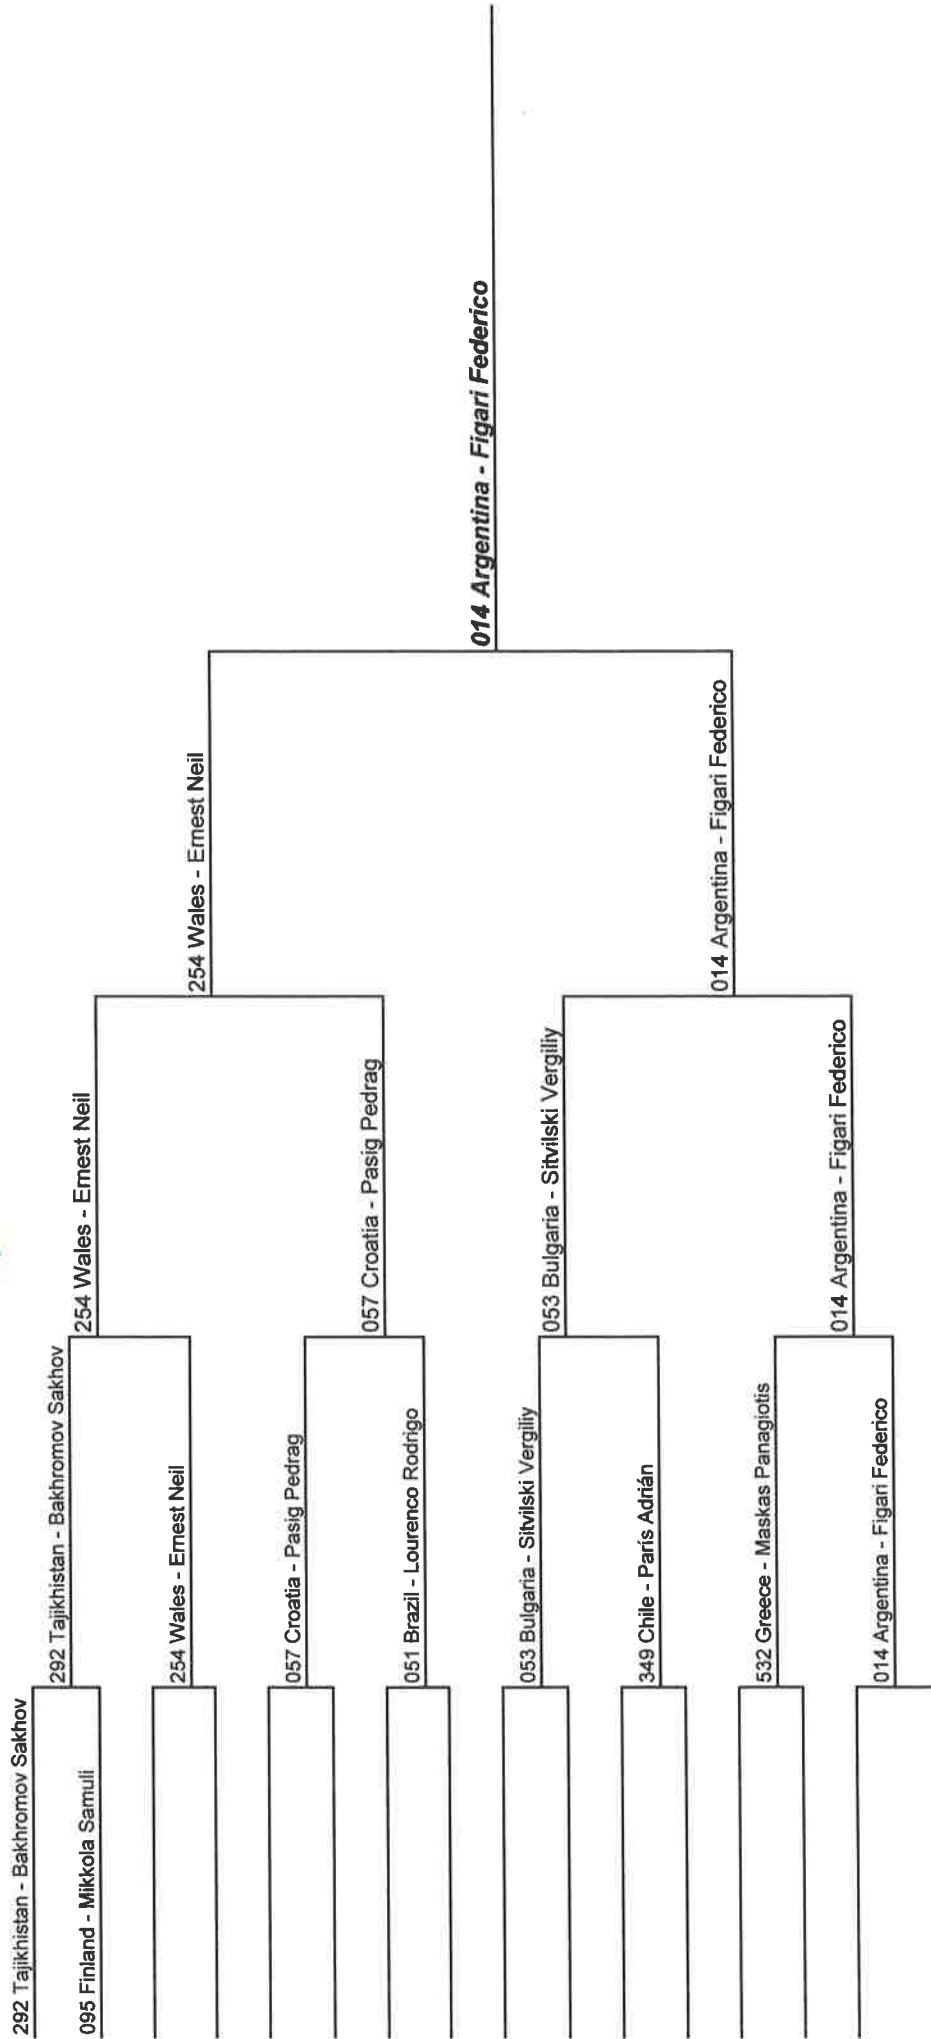 292 Tajikhistan - Bakhromov Sakhov
095 Finland - Mikkola Samuli
292 Tajikhistan - Bakhromov Sakhov
254 Wales - Ernest Neil
057 Croatia - Pasig Pedrag
051 Brazil - Lourenco Rodrigo
053 Bulgaria - Sitvilski Vergiliy
349 Chile - París Adrián
532 Greece - Maskas Panagiotis
014 Argentina - Figari Federico
254 Wales - Ernest Neil
057 Croatia - Pasig Pedrag
053 Bulgaria - Sitvilski Vergiliy
014 Argentina - Figari Federico
254 Wales - Ernest Neil
014 Argentina - Figari Federico
014 Argentina - Figari Federico